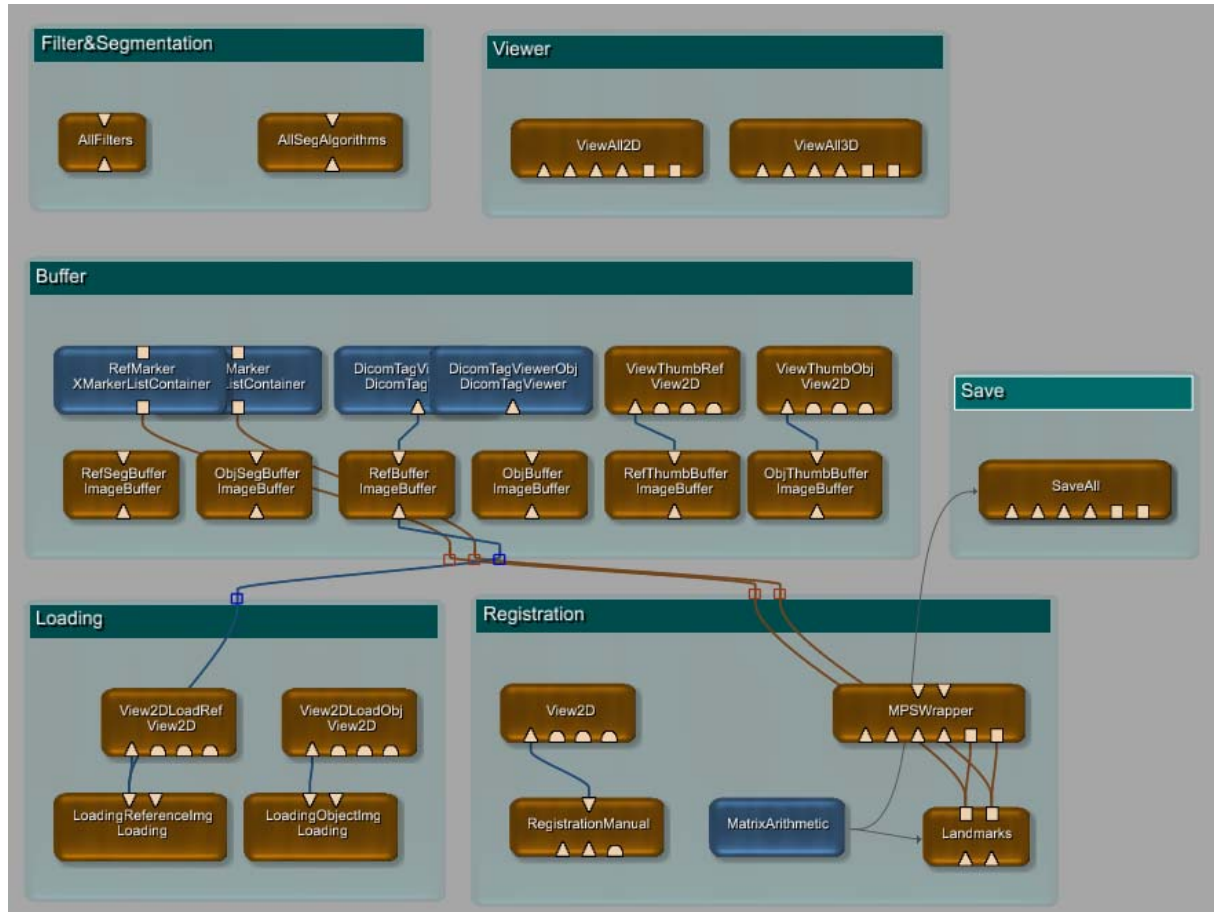 Filter&Segmentation
AllFilters
AllSegAlgorithms
Viewer
ViewAll2D
ViewAll3D
Buffer
RefMarker
XMarkerListContainer
Marker
ListContainer
DicomTagVi
DicomTag
DicomTagViewerObj
DicomTagViewer
ViewThumbRef
View2D
ViewThumbObj
View2D
RefSegBuffer
ImageBuffer
ObjSegBuffer
ImageBuffer
RefBuffer
ImageBuffer
ObjBuffer
ImageBuffer
RefThumbBuffer
ImageBuffer
ObjThumbBuffer
ImageBuffer
Save
SaveAll
Loading
View2DLoadRef
View2D
View2DLoadObj
View2D
LoadingReferenceImg
Loading
LoadingObjectImg
Loading
Registration
View2D
MPSWrapper
RegistrationManual
MatrixArithmetic
Landmarks